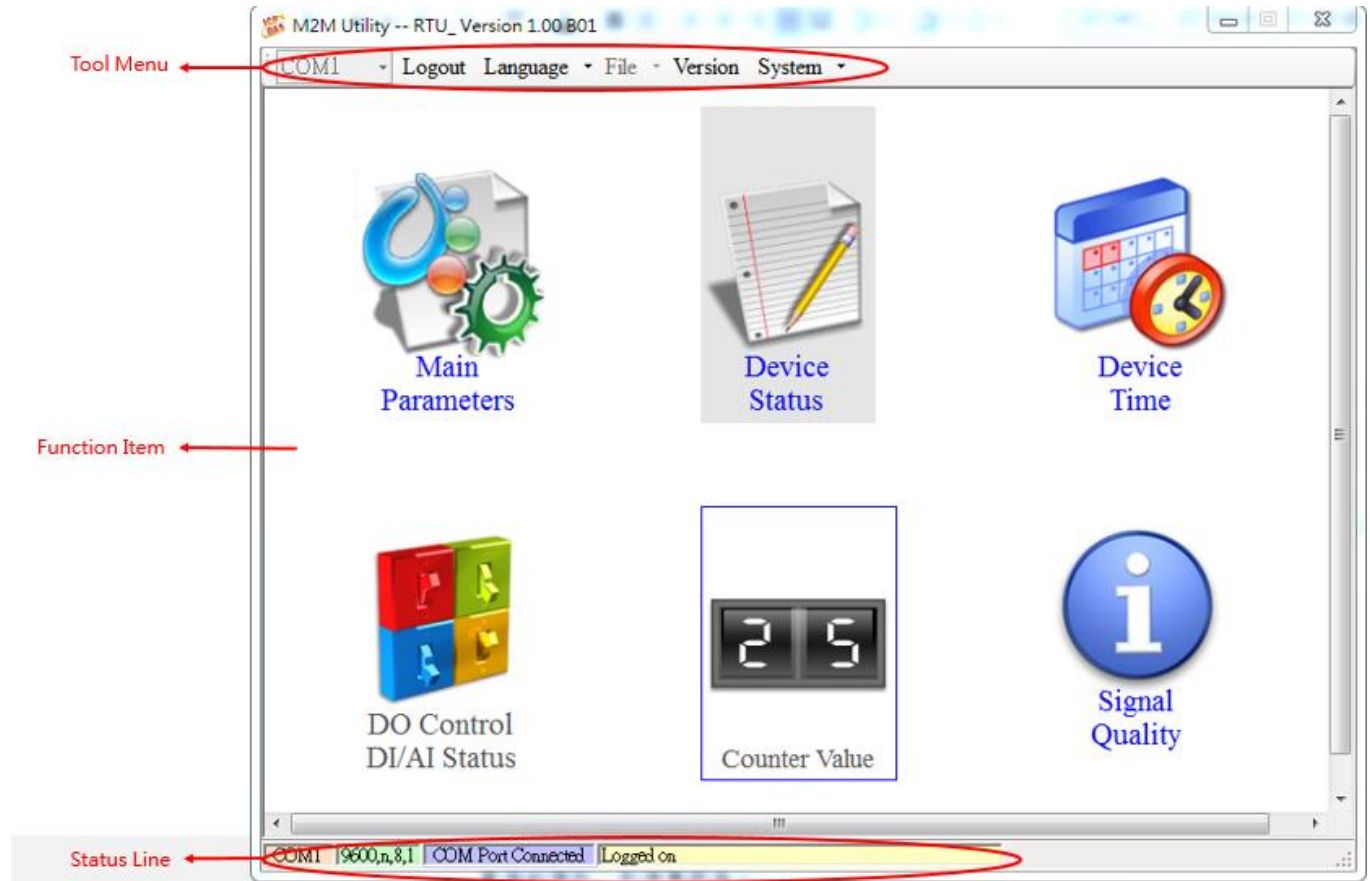 M2M Utility -- RTU_ Version 1.00 B01
Tool Menu
COM1 Logout Language File Version System
Main
Parameters
Device
Status
Device
Time
Function Item
DO Control
DI/AI Status
25
Counter Value
Signal
Quality
Status Line
COM1 9600,n,8,1 COM Port Connected Logged on